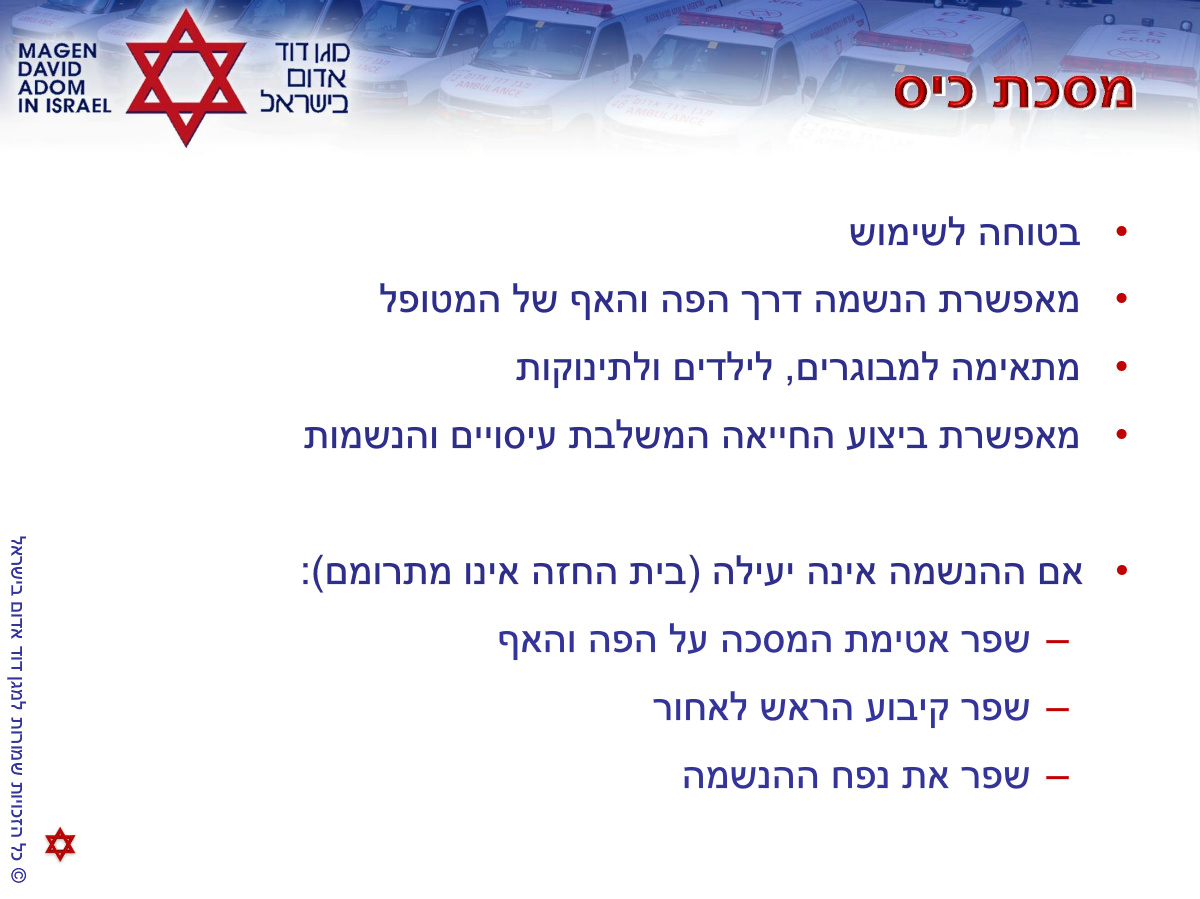 MAGEN
DAVID
ADOM
IN ISRAEL
מגן דוד
אדום
בישראל
מסכת כיס
• בטוחה לשימוש
• מאפשרת הנשמה דרך הפה והאף של המטופל
• מתאימה למבוגרים, לילדים ולתינוקות
• מאפשרת ביצוע החייאה המשלבת עיסויים והנשמות
• אם ההנשמה אינה יעילה (בית החזה אינו מתרומם):
– שפר אטימת המסכה על הפה והאף
– שפר קיבוע הראש לאחור
– שפר את נפח ההנשמה
© כל הזכויות שמורות למגן דוד אדום בישראל